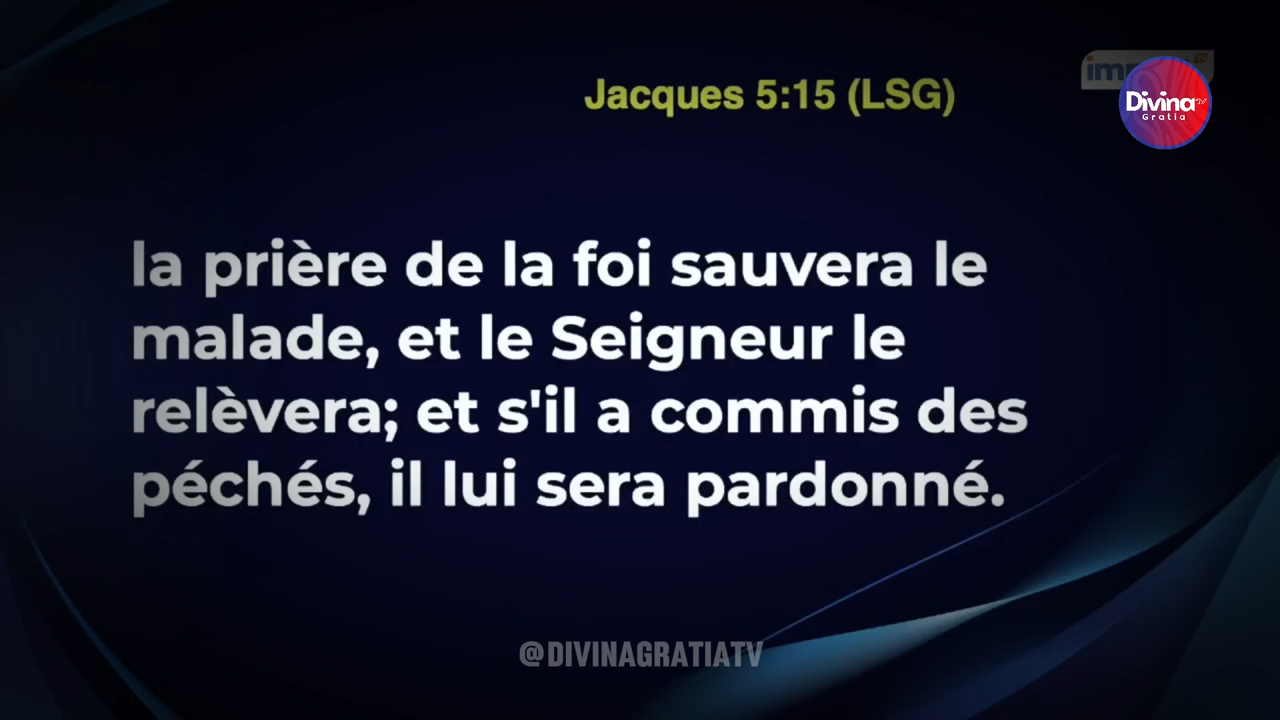 Jacques 5:15 (LSG)
Divina TV
Gratia
la prière de la foi sauvera le
malade, et le Seigneur le
relèvera; et s'il a commis des
péchés, il lui sera pardonné.
@DIVINAGRATIATV